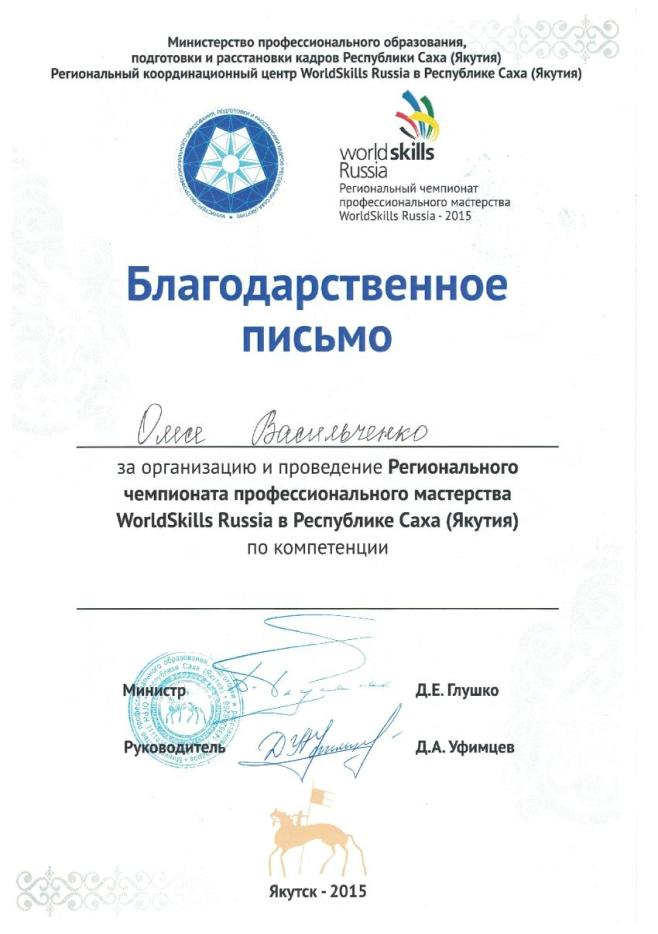 Министерство профессионального образования,
подготовки и расстановки кадров Республики Саха (Якутия)
Региональный координационный центр WorldSkills Russia в Республике Саха (Якутия)
worldskills
Russia
Региональный чемпионат
профессионального мастерства
WorldSkills Russia - 2015
Благодарственное
письмо
Васильченко
за организацию и проведение Регионального
чемпионата профессионального мастерства
WorldSkills Russia в Республике Саха (Якутия)
по компетенции
Министр
Д.Е. Глушко
Руководитель
Д.А. Уфимцев
Якутск - 2015